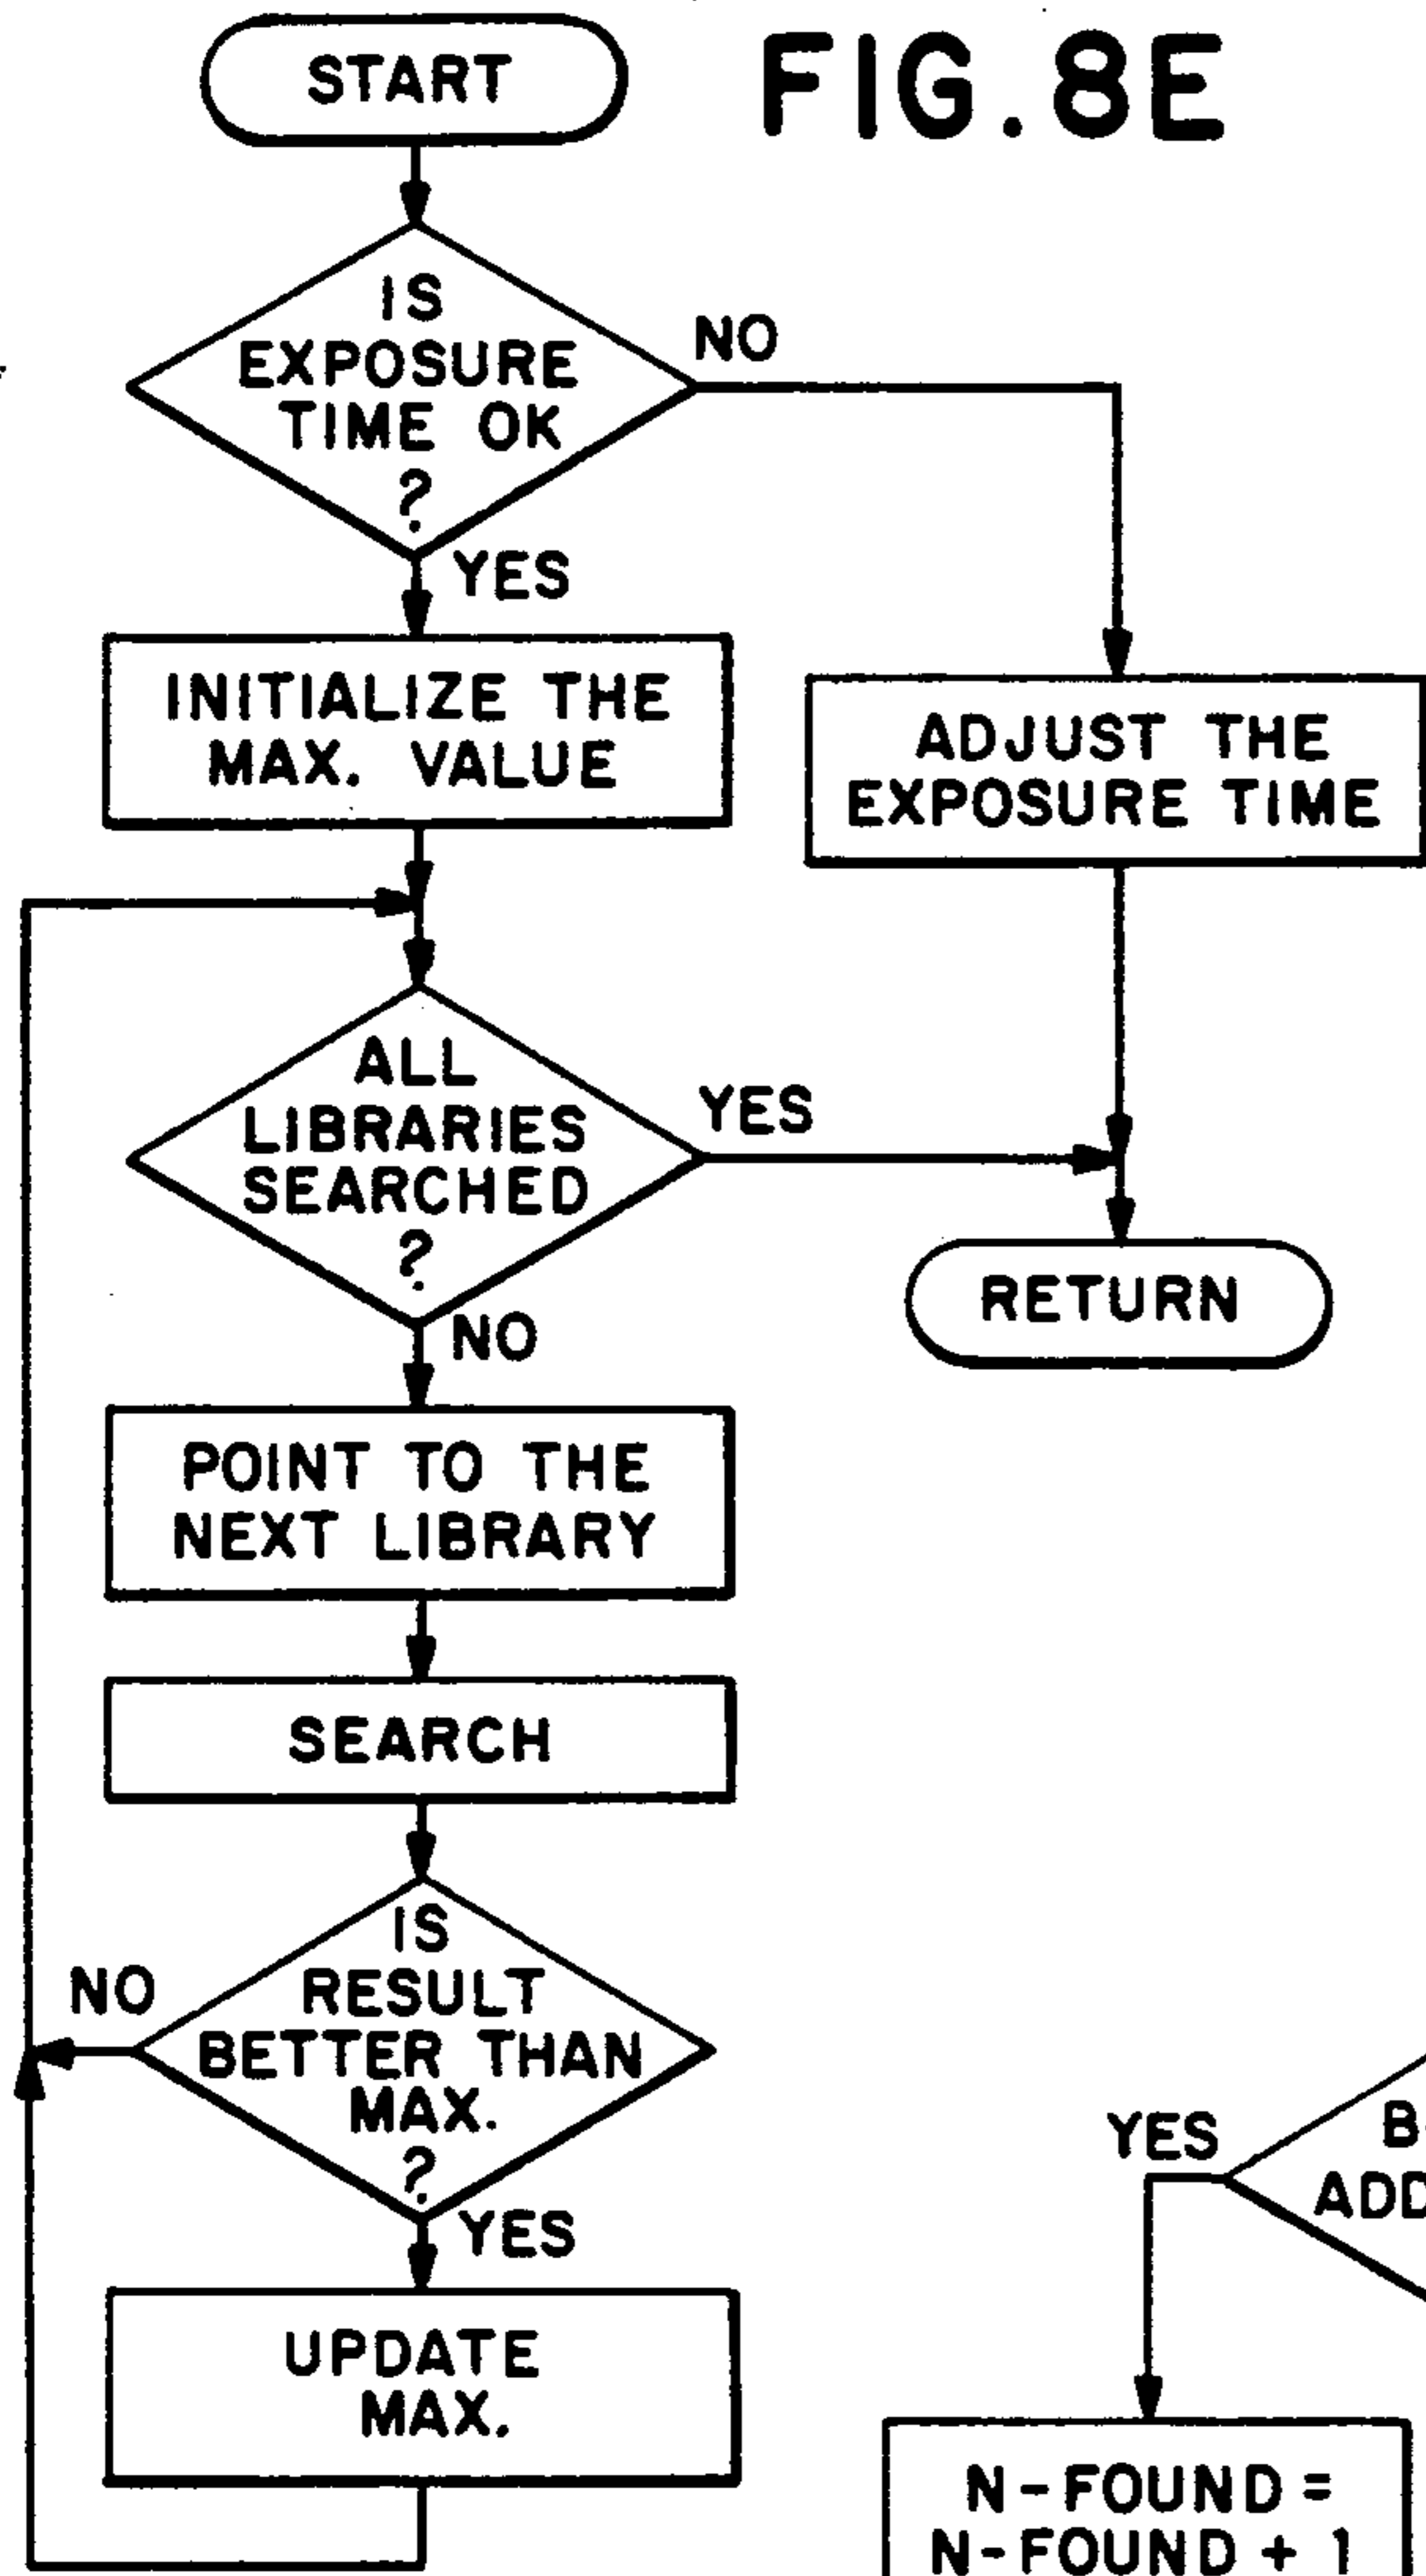 START
FIG. 8E
IS
EXPOSURE
TIME OK
?
NO
YES
INITIALIZE THE
MAX. VALUE
ADJUST THE
EXPOSURE TIME
ALL
LIBRARIES
SEARCHED
?
YES
NO
RETURN
POINT TO THE
NEXT LIBRARY
SEARCH
IS
RESULT
BETTER THAN
MAX.
?
NO
YES
UPDATE
MAX.
YES
N-FOUND =
N-FOUND + 1